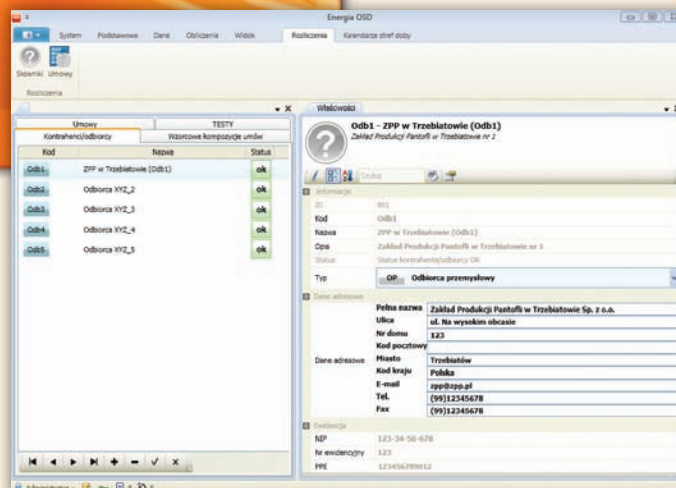 Energia OSD
System Podstawowe Dane Obliczenia Widok Rozliczenia Kalendarze stref doby
Słowniki Umowy
Rozliczenia
Umowy TESTY
Kontrahenci/odbiorcy Wzorcowe kompozycje umów
Kod Nazwa Status
Odb1 ZPP w Trzebiatowie (Odb1) ok
Odb2 Odbiorca XYZ_2 ok
Odb3 Odbiorca XYZ_3 ok
Odb4 Odbiorca XYZ_4 ok
Odb5 Odbiorca XYZ_5 ok
Właściwości
Odb1 - ZPP w Trzebiatowie (Odb1)
Zakład Produkcji Pantofli w Trzebiatowie nr 1
Szukaj
Informacje
ID 801
Kod Odb1
Nazwa ZPP w Trzebiatowie (Odb1)
Opis Zakład Produkcji Pantofli w Trzebiatowie nr 1
Status Status kontrahenta/odbiorcy OK
Typ OP Odbiorca przemysłowy
Dane adresowe
Dane adresowe
Pełna nazwa Zakład Produkcji Pantofli w Trzebiatowie Sp. z o.o.
Ulica ul. Na wysokim obcasie
Nr domu 123
Kod pocztowy
Miasto Trzebiatów
Kod kraju Polska
E-mail zpp@zpp.pl
Tel. (99)12345678
Fax (99)12345678
Ewidencja
NIP 123-34-56-678
Nr ewidencyjny 123
PPE 123456789012
Administrator